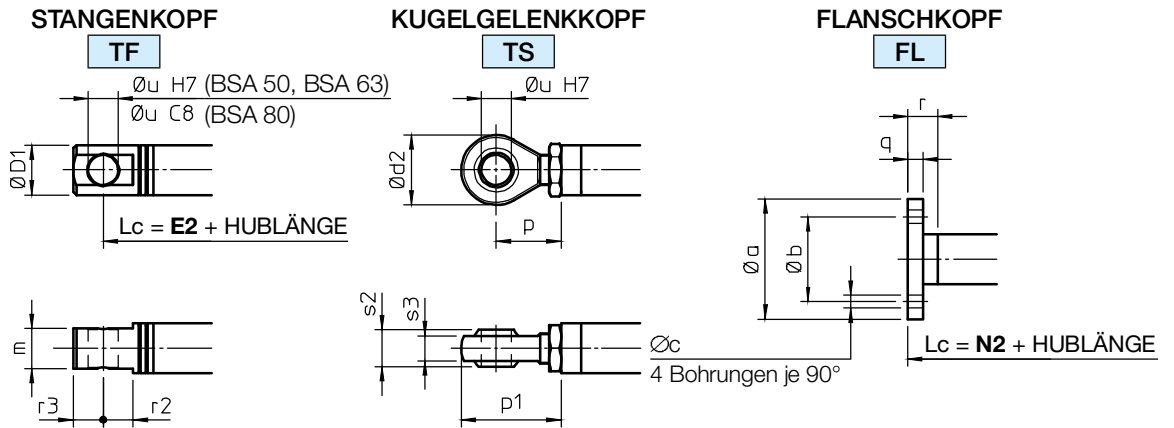 STANGENKOPF
TF
Øu H7 (BSA 50, BSA 63)
Øu C8 (BSA 80)
ØD1
Lc = E2 + HUBLÄNGE
m
r3
r2
KUGELGELENKKOPF
TS
Øu H7
Ød2
p
s2
s3
p1
FLANSCHKOPF
FL
r
q
Øa
Øb
Øc
4 Bohrungen je 90°
Lc = N2 + HUBLÄNGE